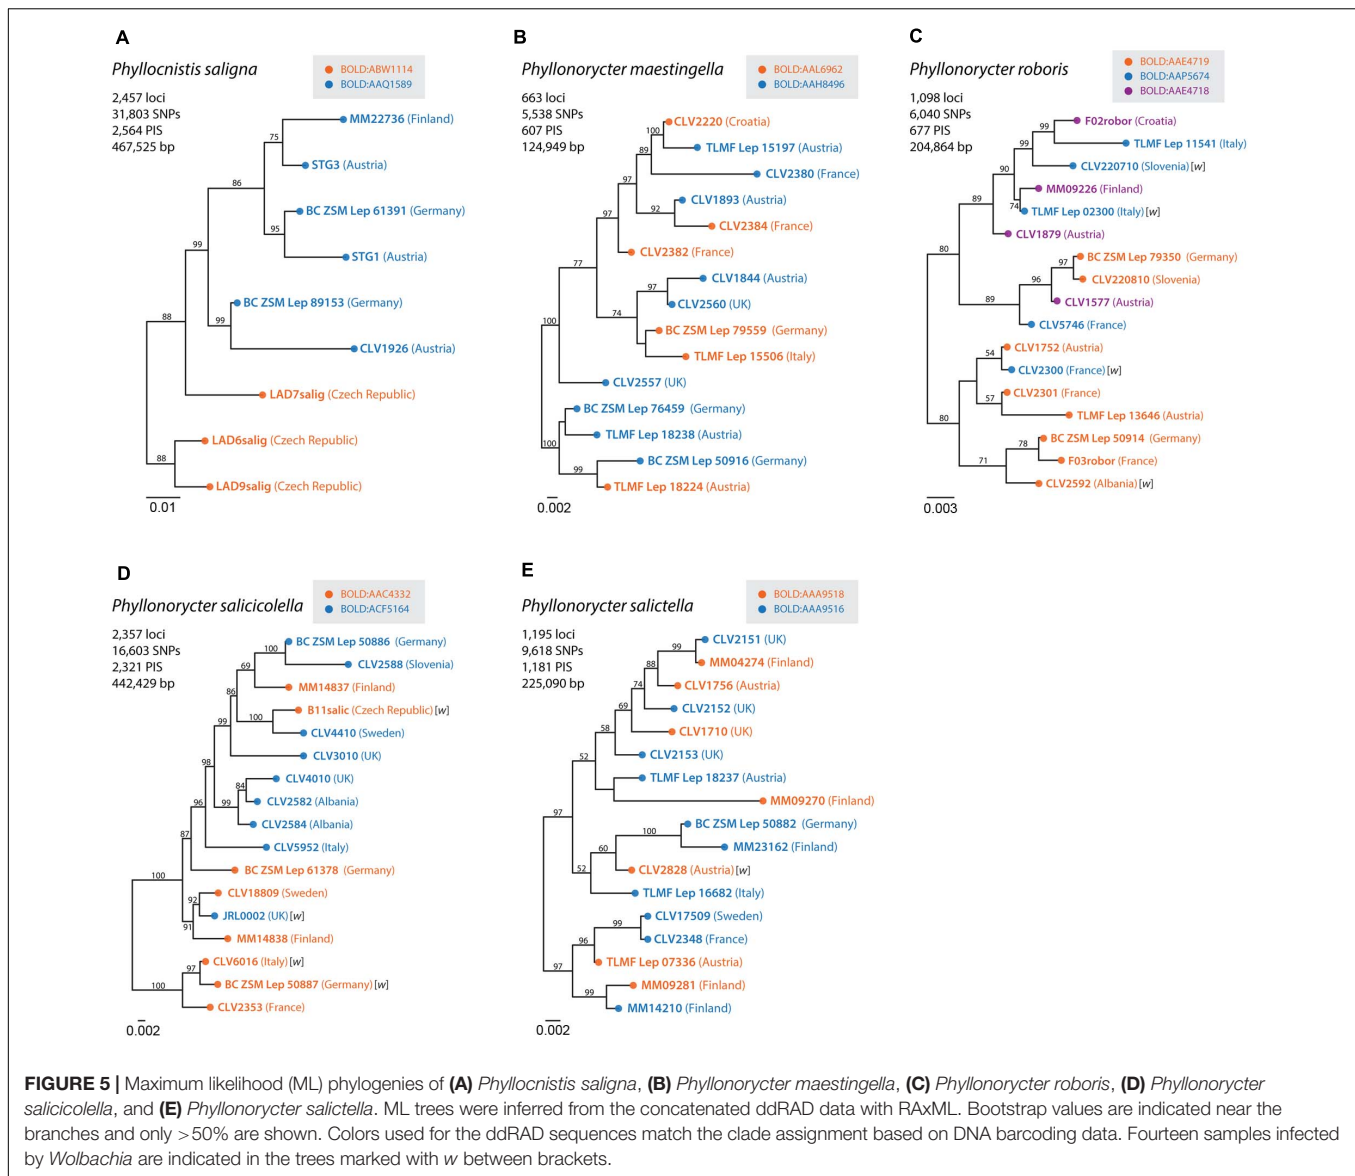 A
Phyllocnistis saligna
BOLD:ABW1114
BOLD:AAQ1589
2,457 loci
31,803 SNPs
2,564 PIS
467,525 bp
MM22736 (Finland)
75
STG3 (Austria)
86
BC ZSM Lep 61391 (Germany)
95
STG1 (Austria)
99
BC ZSM Lep 89153 (Germany)
99
88
CLV1926 (Austria)
LAD7salig (Czech Republic)
LAD6salig (Czech Republic)
88
LAD9salig (Czech Republic)
0.01
B
Phyllonorycter maestingella
BOLD:AAL6962
BOLD:AAH8496
663 loci
5,538 SNPs
607 PIS
124,949 bp
CLV2220 (Croatia)
100
TLMF Lep 15197 (Austria)
89
CLV2380 (France)
97
CLV1893 (Austria)
92
CLV2384 (France)
97
CLV2382 (France)
77
CLV1844 (Austria)
97
CLV2560 (UK)
74
BC ZSM Lep 79559 (Germany)
100
TLMF Lep 15506 (Italy)
CLV2557 (UK)
BC ZSM Lep 76459 (Germany)
TLMF Lep 18238 (Austria)
100
BC ZSM Lep 50916 (Germany)
99
TLMF Lep 18224 (Austria)
0.002
C
Phyllonorycter roboris
BOLD:AAE4719
BOLD:AAP5674
BOLD:AAE4718
1,098 loci
6,040 SNPs
677 PIS
204,864 bp
F02robor (Croatia)
99
TLMF Lep 11541 (Italy)
99
CLV220710 (Slovenia) [w]
90
MM09226 (Finland)
74
TLMF Lep 02300 (Italy) [w]
89
CLV1879 (Austria)
80
BC ZSM Lep 79350 (Germany)
97
CLV220810 (Slovenia)
96
CLV1577 (Austria)
89
CLV5746 (France)
CLV1752 (Austria)
54
CLV2300 (France) [w]
CLV2301 (France)
57
TLMF Lep 13646 (Austria)
80
BC ZSM Lep 50914 (Germany)
78
F03robor (France)
71
CLV2592 (Albania) [w]
0.003
D
Phyllonorycter salicicolella
BOLD:AAC4332
BOLD:ACF5164
2,357 loci
16,603 SNPs
2,321 PIS
442,429 bp
BC ZSM Lep 50886 (Germany)
100
CLV2588 (Slovenia)
69
MM14837 (Finland)
86
B11salic (Czech Republic) [w]
100
CLV4410 (Sweden)
99
CLV3010 (UK)
98
CLV4010 (UK)
84
CLV2582 (Albania)
99
CLV2584 (Albania)
96
CLV5952 (Italy)
87
BC ZSM Lep 61378 (Germany)
100
CLV18809 (Sweden)
92
JRL0002 (UK) [w]
91
MM14838 (Finland)
CLV6016 (Italy) [w]
97
BC ZSM Lep 50887 (Germany) [w]
100
CLV2353 (France)
0.002
E
Phyllonorycter salictella
BOLD:AAA9518
BOLD:AAA9516
1,195 loci
9,618 SNPs
1,181 PIS
225,090 bp
CLV2151 (UK)
99
MM04274 (Finland)
88
CLV1756 (Austria)
74
CLV2152 (UK)
69
CLV1710 (UK)
58
CLV2153 (UK)
52
TLMF Lep 18237 (Austria)
MM09270 (Finland)
97
BC ZSM Lep 50882 (Germany)
100
MM23162 (Finland)
60
CLV2828 (Austria) [w]
52
TLMF Lep 16682 (Italy)
CLV17509 (Sweden)
99
CLV2348 (France)
96
TLMF Lep 07336 (Austria)
97
MM09281 (Finland)
99
MM14210 (Finland)
0.002
FIGURE 5 | Maximum likelihood (ML) phylogenies of (A) Phyllocnistis saligna, (B) Phyllonorycter maestingella, (C) Phyllonorycter roboris, (D) Phyllonorycter
salicicolella, and (E) Phyllonorycter salictella. ML trees were inferred from the concatenated ddRAD data with RAxML. Bootstrap values are indicated near the
branches and only >50% are shown. Colors used for the ddRAD sequences match the clade assignment based on DNA barcoding data. Fourteen samples infected
by Wolbachia are indicated in the trees marked with w between brackets.